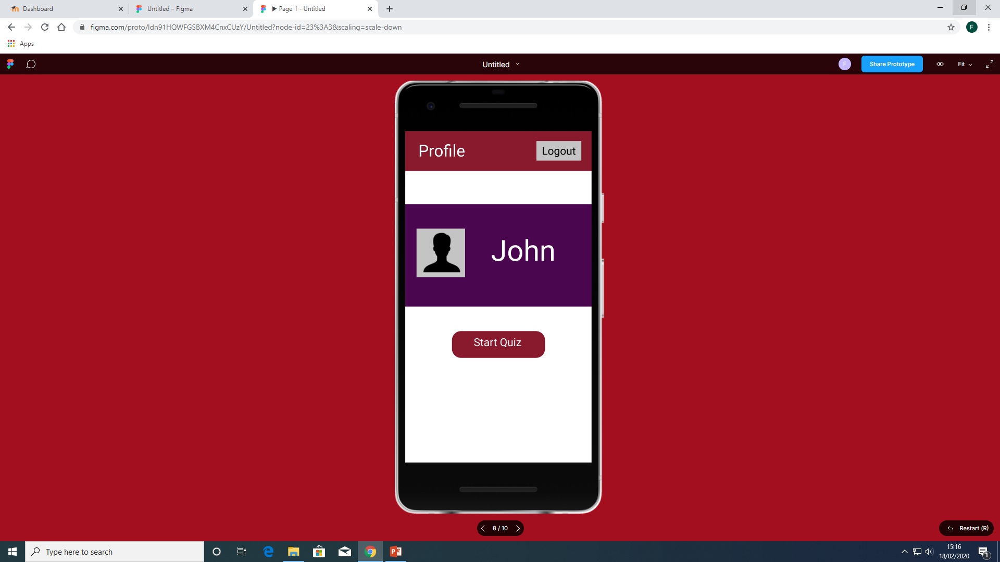 Dashboard
Untitled – Figma
Page 1 - Untitled
figma.com/proto/ldn91HQWFGSBXM4CnxCUzY/Untitled?node-id=23%3A3&scaling=scale-down
F
Apps
Untitled
F
Share Prototype
Fit
Profile
Logout
John
Start Quiz
8 / 10
Restart (R)
Type here to search
15:16
18/02/2020
1